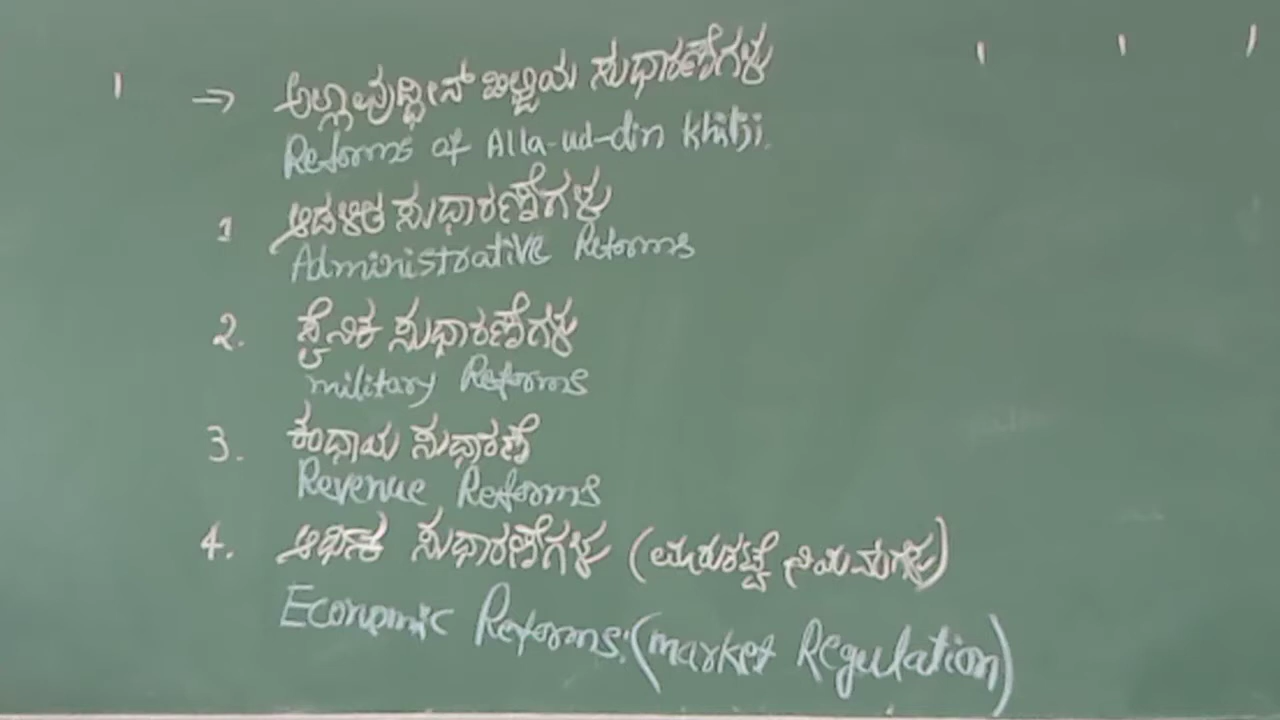 → ಅಲ್ಲಾವುದ್ಧೀನ್ ಖಿಲ್ಜಿಯ ಸುಧಾರಣೆಗಳು
Reforms of Alla-ud-din Khilji.
1 ಆಡಳಿತ ಸುಧಾರಣೆಗಳು
Administrative Reforms
2. ಸೈನಿಕ ಸುಧಾರಣೆಗಳು
military Reforms
3. ಕಂದಾಯ ಸುಧಾರಣೆ
Revenue Reforms
4. ಆರ್ಥಿಕ ಸುಧಾರಣೆಗಳು (ಮಾರುಕಟ್ಟೆ ನಿಯಮಗಳು)
Economic Reforms: (market Regulation)